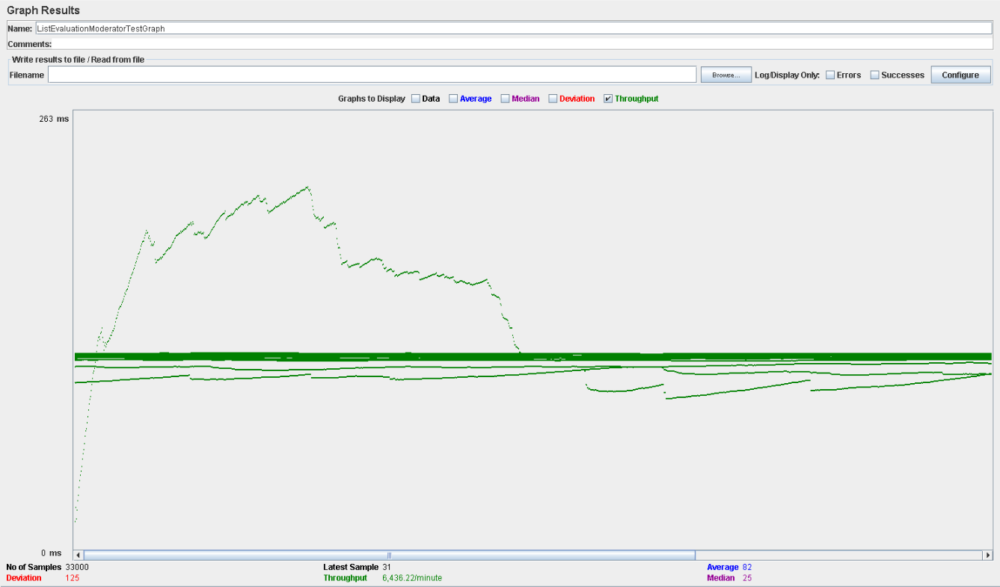 Graph Results
Name: ListEvaluationModeratorTestGraph
Comments:
Write results to file / Read from file
Filename Browse... Log/Display Only: Errors Successes Configure
Graphs to Display Data Average Median Deviation Throughput
263 ms
0 ms
No of Samples 33000 Latest Sample 31 Average 82
Deviation 125 Throughput 6,436.22/minute Median 25